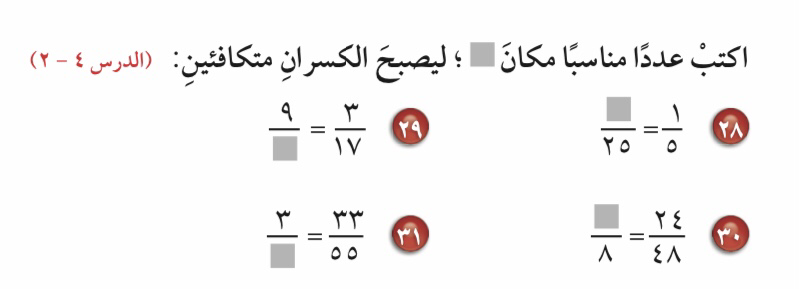 اكتبْ عددًا مناسبًا مكانَ ■ ؛ ليصبحَ الكسرانِ متكافئينِ: (الدرس ٤ – ٢)
٢٨ ١/٥ = ■/٢٥
٢٩ ٣/١٧ = ٩/■
٣٠ ٢٤/٤٨ = ■/٨
٣١ ٣٣/٥٥ = ٣/■